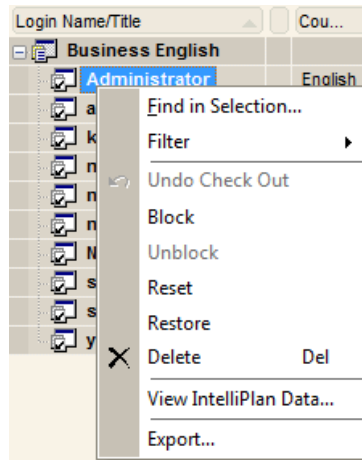 Login Name/Title Cou...
Business English
Administrator English
a Find in Selection...
k Filter
n Undo Check Out
n Block
n
N Unblock
s Reset
s Restore
y Delete Del
View IntelliPlan Data...
Export...